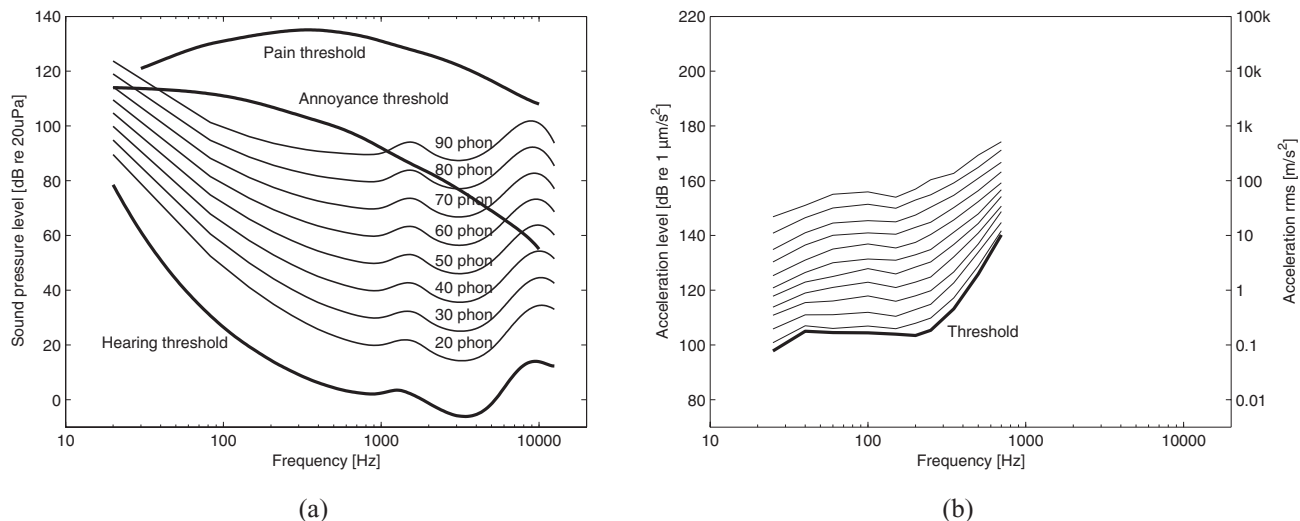 140
120
100
80
60
40
20
0
Sound pressure level [dB re 20uPa]
Pain threshold
Annoyance threshold
90 phon
80 phon
70 phon
60 phon
50 phon
40 phon
30 phon
20 phon
Hearing threshold
10 100 1000 10000
Frequency [Hz]
(a)
220
200
180
160
140
120
100
80
Acceleration level [dB re 1 μm/s²]
Threshold
100k
10k
1k
100
10
1
0.1
0.01
Acceleration rms [m/s²]
10 100 1000 10000
Frequency [Hz]
(b)